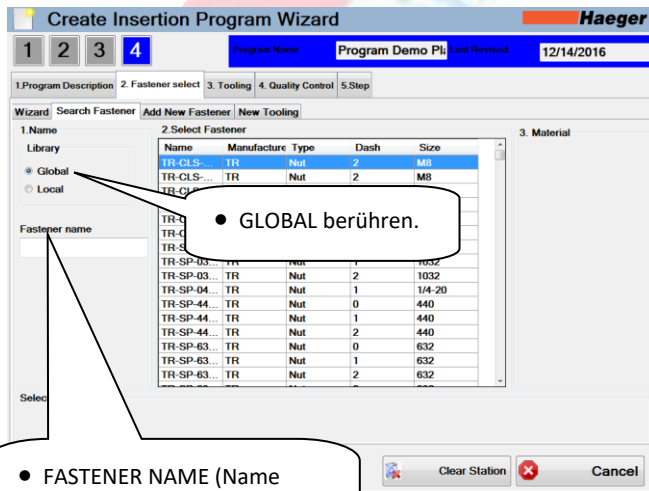 Create Insertion Program Wizard
Haeger
1 2 3 4
Program Name
Program Demo Pl
Last Revised
12/14/2016
1.Program Description 2. Fastener select 3. Tooling 4. Quality Control 5.Step
Wizard Search Fastener Add New Fastener New Tooling
1.Name
Library
Global
Local
Fastener name
2.Select Fastener
Name Manufacture Type Dash Size
TR-CLS-... TR Nut 2 M8
TR-CLS-... TR Nut 2 M8
• GLOBAL berühren.
TR-SP-03... TR Nut 1 1032
TR-SP-03... TR Nut 2 1032
TR-SP-04... TR Nut 1 1/4-20
TR-SP-44... TR Nut 0 440
TR-SP-44... TR Nut 1 440
TR-SP-44... TR Nut 2 440
TR-SP-63... TR Nut 0 632
TR-SP-63... TR Nut 1 632
TR-SP-63... TR Nut 2 632
3. Material
Selec
• FASTENER NAME (Name
Clear Station
Cancel